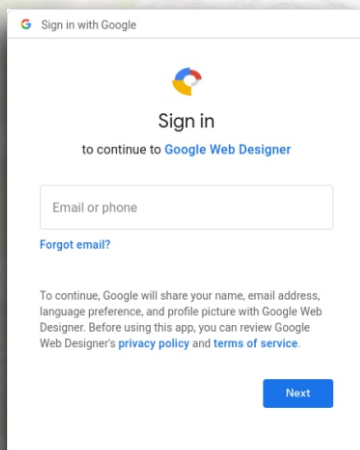 Sign in with Google
Sign in
to continue to Google Web Designer
Email or phone
Forgot email?
To continue, Google will share your name, email address,
language preference, and profile picture with Google Web
Designer. Before using this app, you can review Google
Web Designer's privacy policy and terms of service.
Next